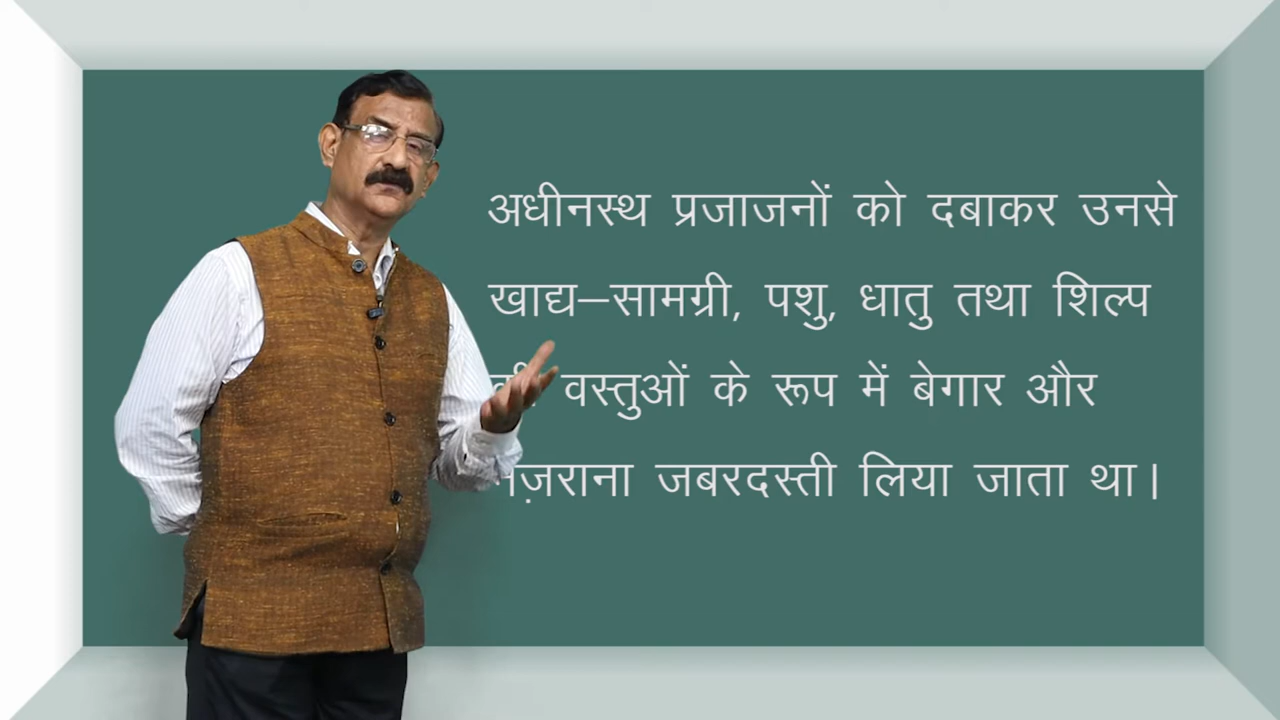 अधीनस्थ प्रजाजनों को दबाकर उनसे
खाद्य–सामग्री, पशु, धातु तथा शिल्प
वस्तुओं के रूप में बेगार और
जबरदस्ती लिया जाता था।